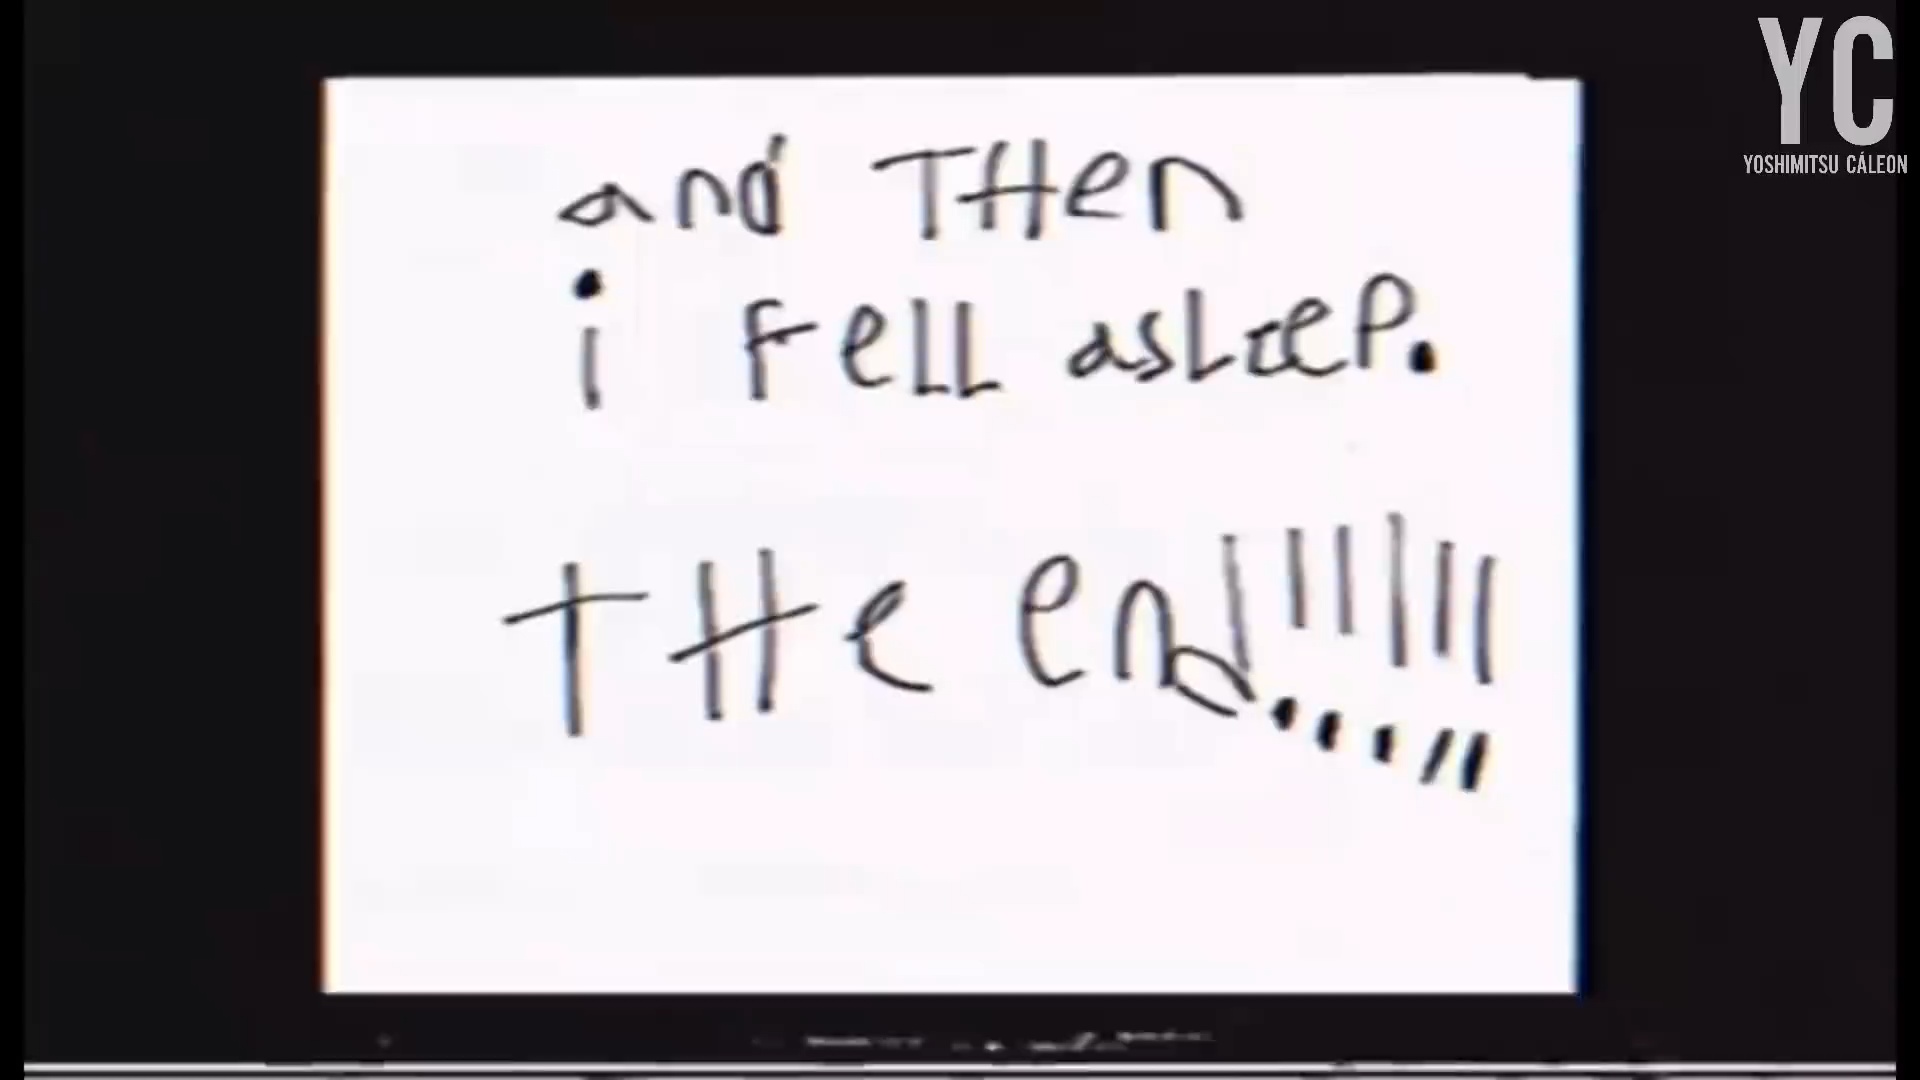 and THen
i FeLL asLeeP.
THe end!!!!!
YC
YOSHIMITSU CÁLEON